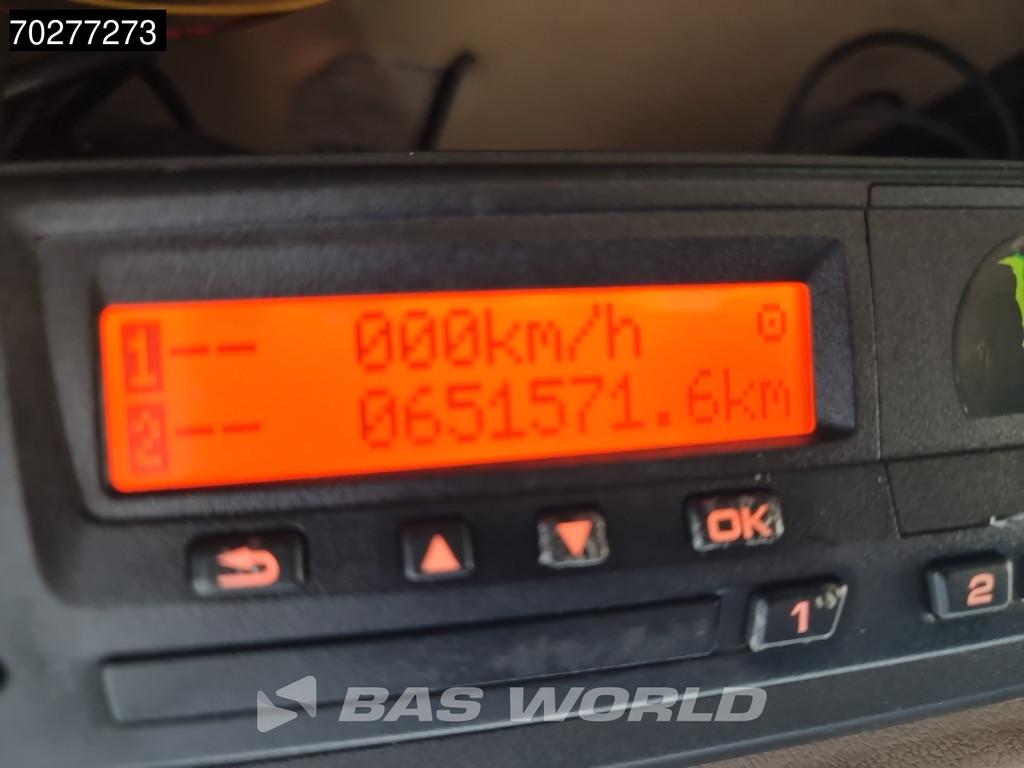 70277273
1-- 000km/h ⊙
2-- 0651571.6km
OK
1
2
BAS WORLD